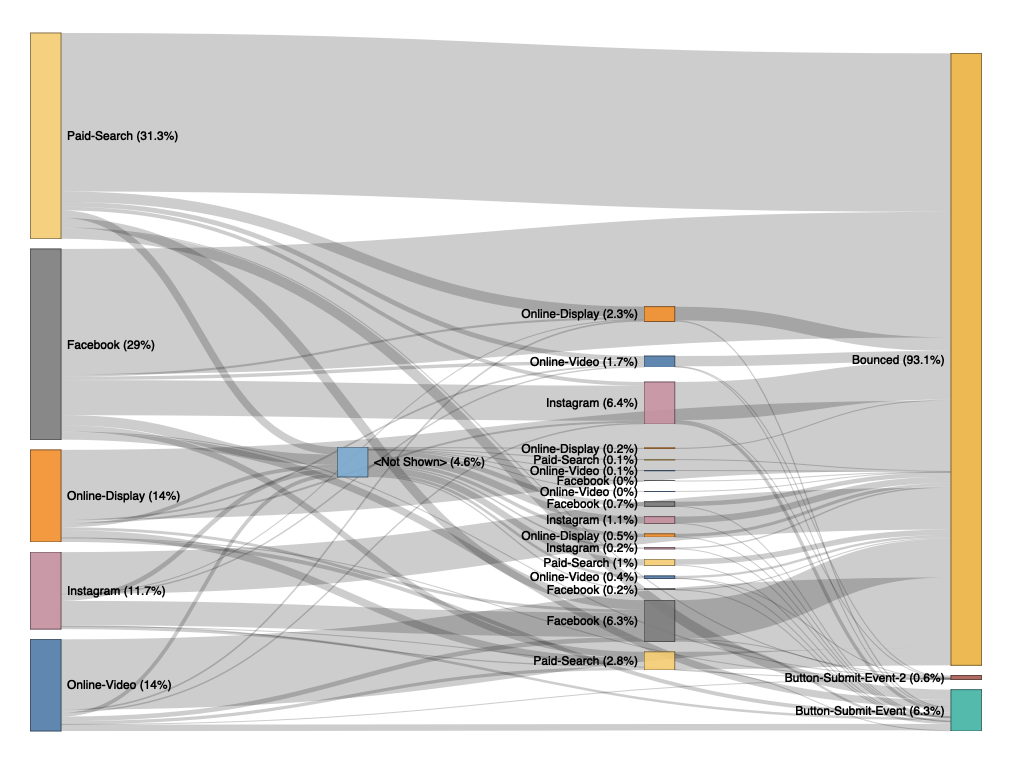 Paid-Search (31.3%)
Facebook (29%)
Online-Display (14%)
Instagram (11.7%)
Online-Video (14%)
<Not Shown> (4.6%)
Online-Display (2.3%)
Online-Video (1.7%)
Instagram (6.4%)
Online-Display (0.2%)
Paid-Search (0.1%)
Online-Video (0.1%)
Facebook (0%)
Online-Video (0%)
Facebook (0.7%)
Instagram (1.1%)
Online-Display (0.5%)
Instagram (0.2%)
Paid-Search (1%)
Online-Video (0.4%)
Facebook (0.2%)
Facebook (6.3%)
Paid-Search (2.8%)
Bounced (93.1%)
Button-Submit-Event-2 (0.6%)
Button-Submit-Event (6.3%)